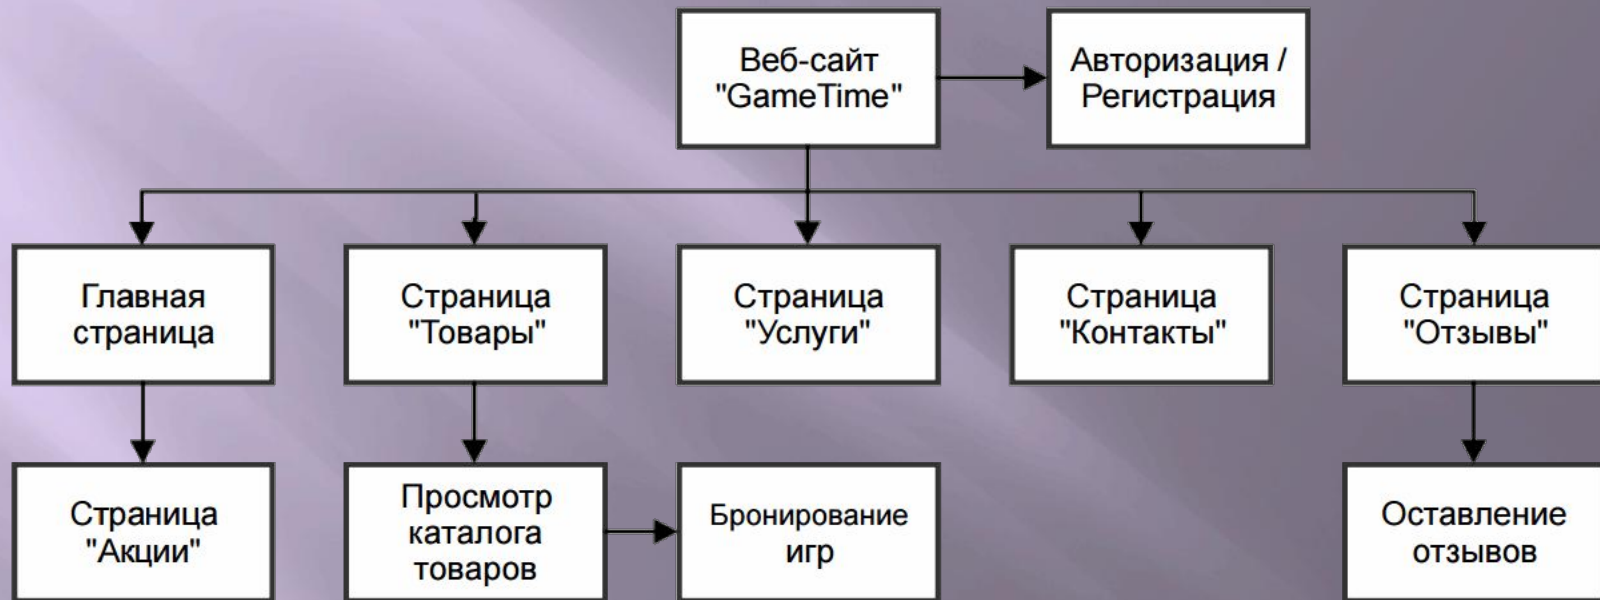 Веб-сайт
"GameTime"
Авторизация /
Регистрация
Главная
страница
Страница
"Товары"
Страница
"Услуги"
Страница
"Контакты"
Страница
"Отзывы"
Страница
"Акции"
Просмотр
каталога
товаров
Бронирование
игр
Оставление
отзывов